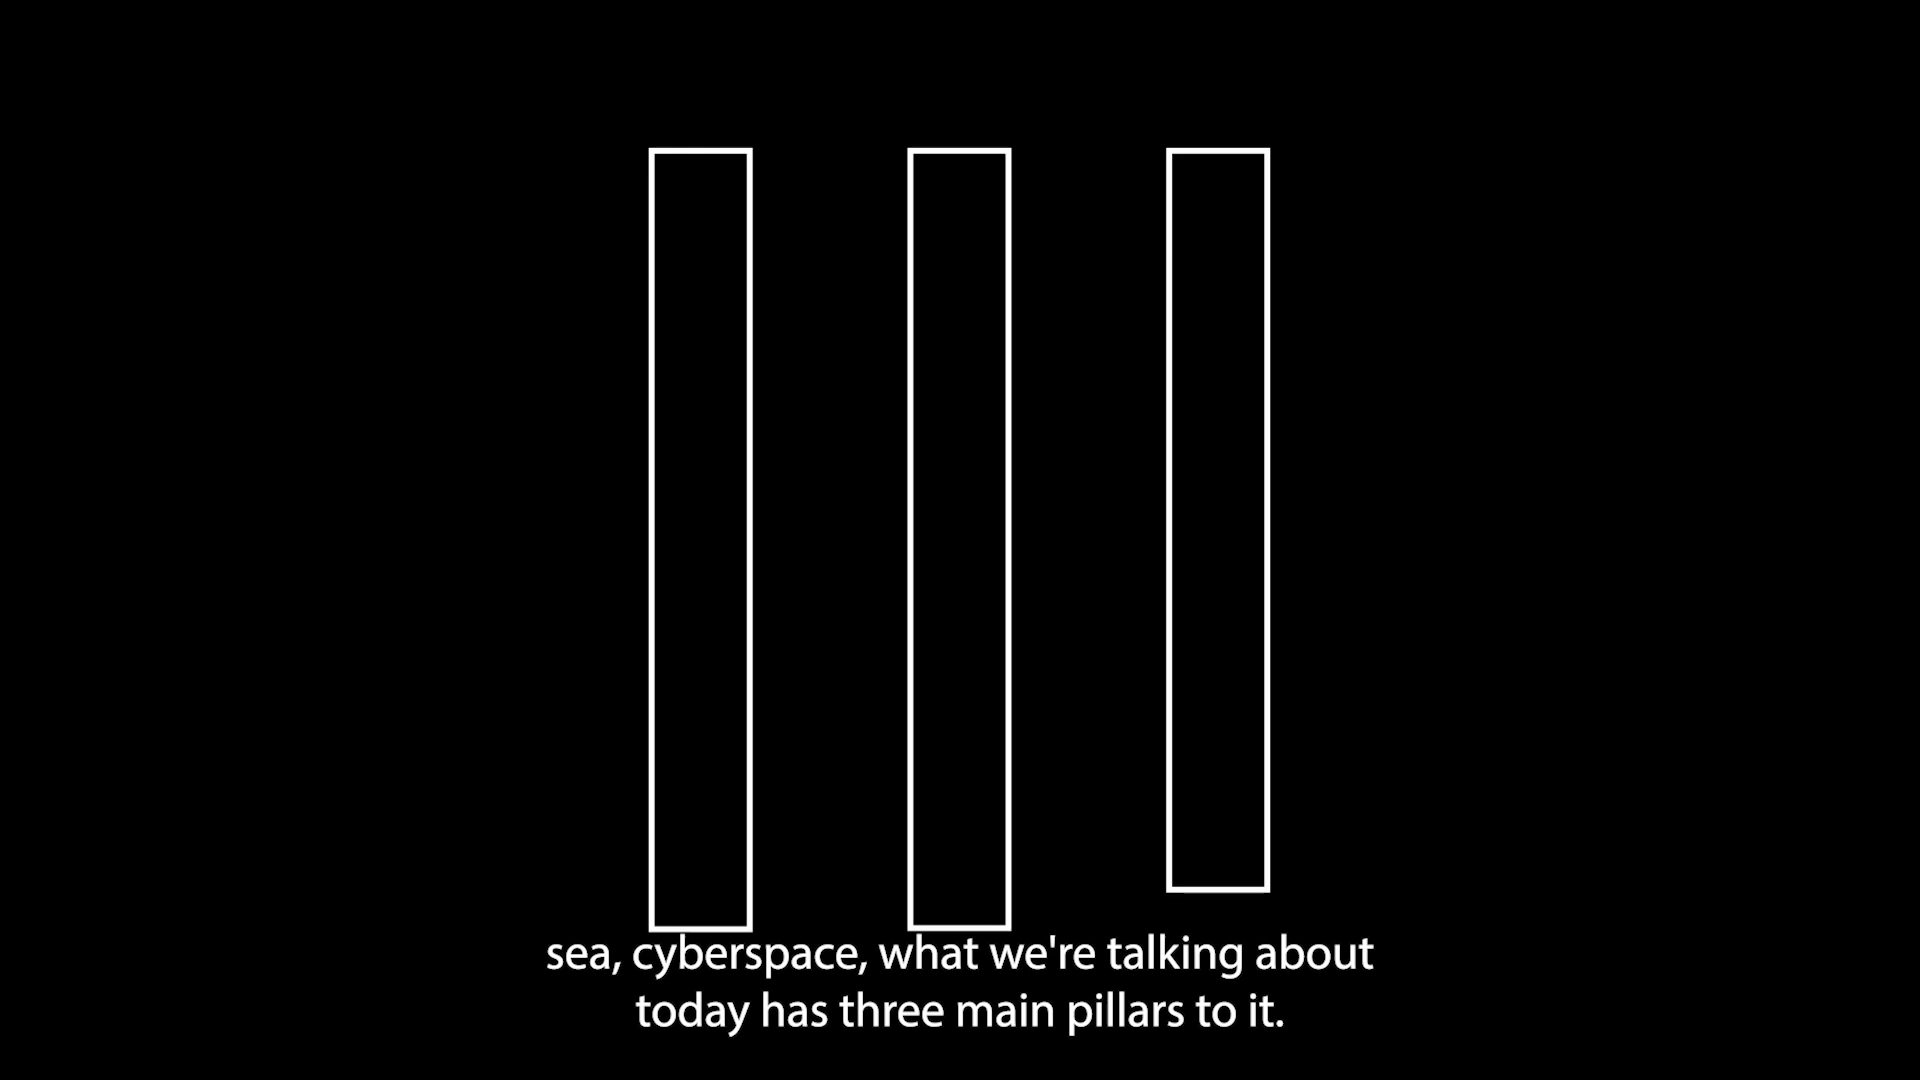 sea, cyberspace, what we're talking about
today has three main pillars to it.